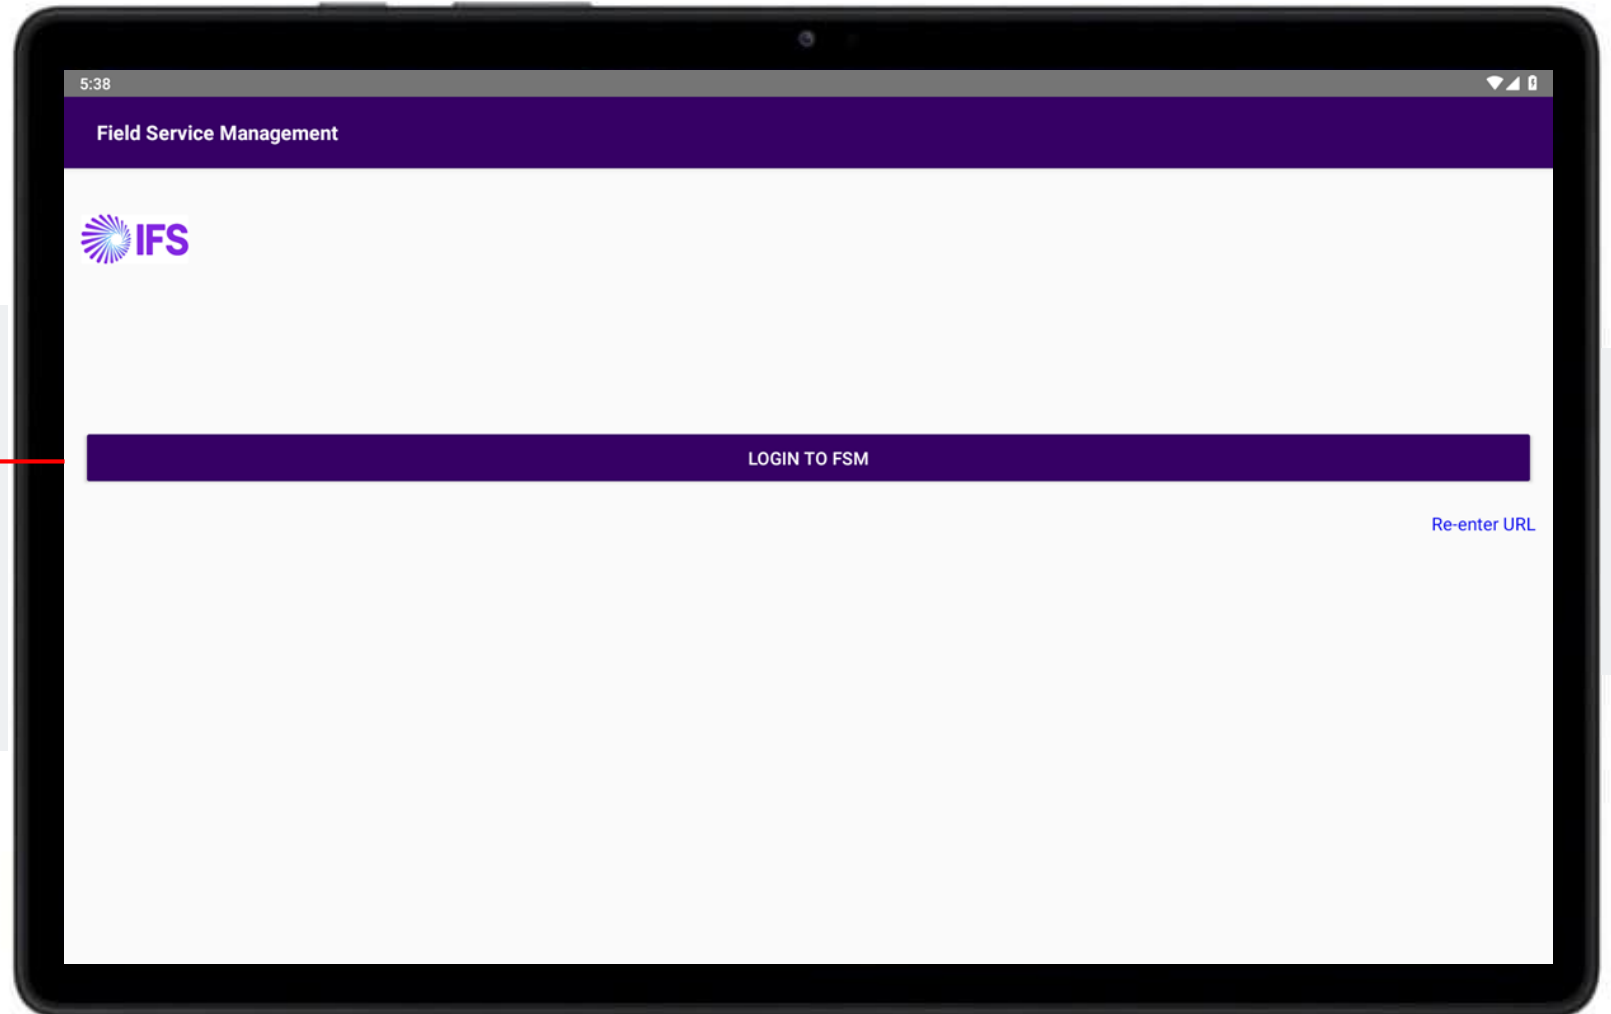 5:38
Field Service Management
IFS
LOGIN TO FSM
Re-enter URL